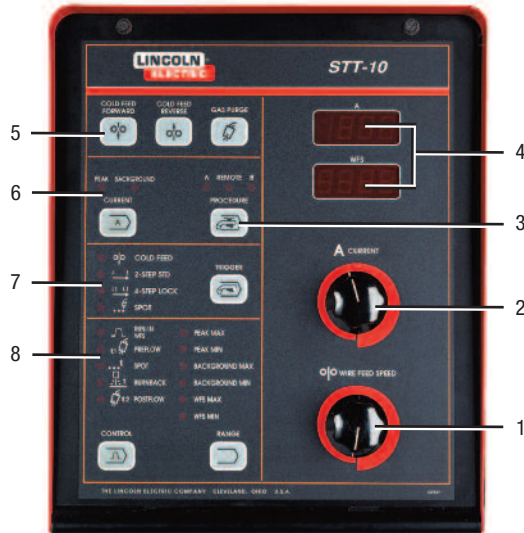 LINCOLN
ELECTRIC
STT-10
COLD FEED FORWARD
COLD FEED REVERSE
GAS PURGE
A
WFS
5
4
PEAK BACKGROUND
A REMOTE B
6
CURRENT
A
PROCEDURE
3
COLD FEED
2-STEP STD
4-STEP LOCK
SPOT
TRIGGER
7
A CURRENT
2
RUN-IN WFS
PREFLOW
SPOT
BURNBACK
POSTFLOW
PEAK MAX
PEAK MIN
BACKGROUND MAX
BACKGROUND MIN
WFS MAX
WFS MIN
8
WIRE FEED SPEED
1
CONTROL
RANGE
THE LINCOLN ELECTRIC COMPANY CLEVELAND, OHIO U.S.A.